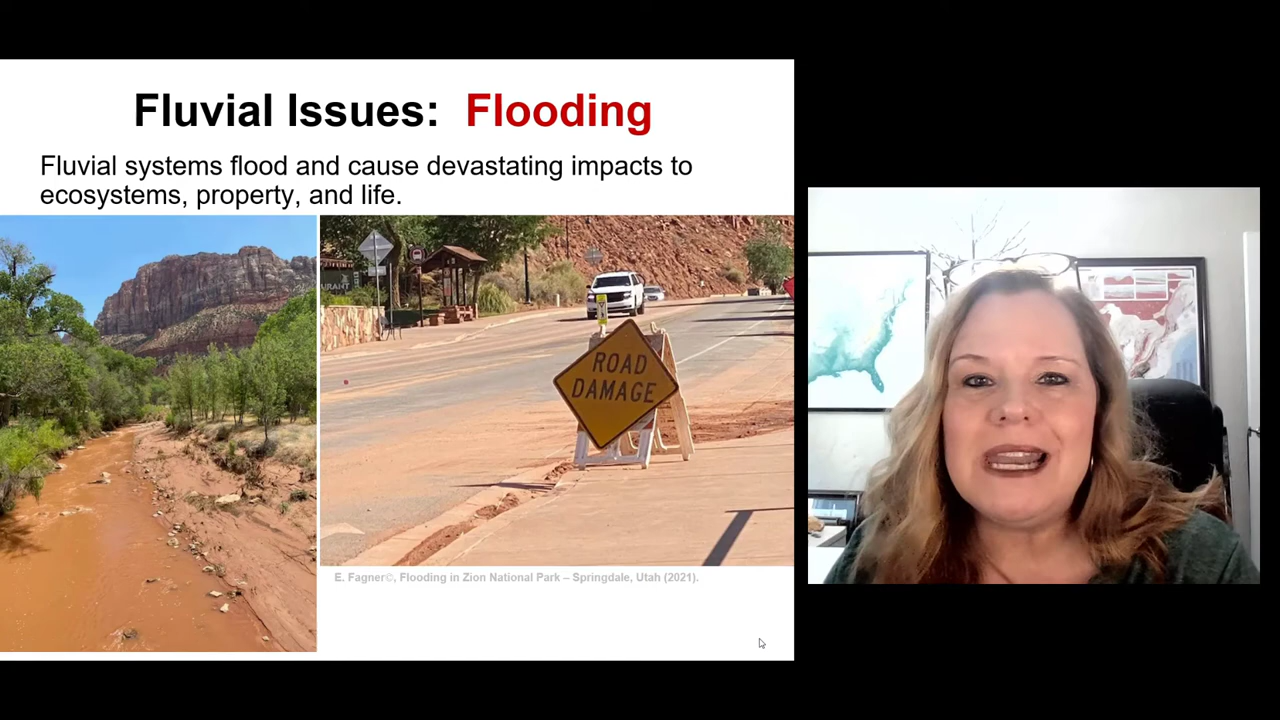 Fluvial Issues: Flooding
Fluvial systems flood and cause devastating impacts to
ecosystems, property, and life.
URANT
ROAD
DAMAGE
E. Fagner©, Flooding in Zion National Park – Springdale, Utah (2021).